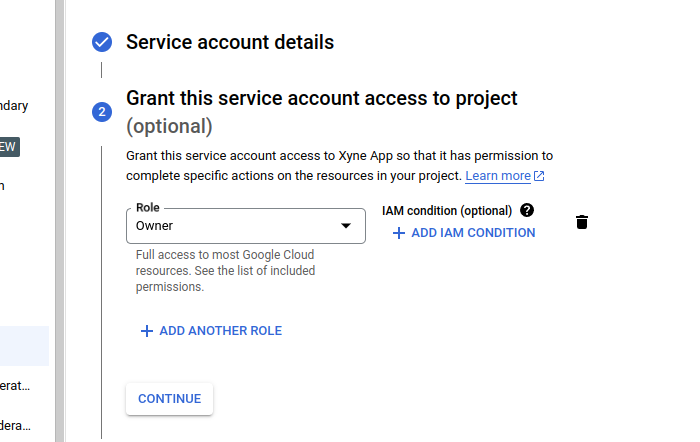 Service account details
ndary
2
Grant this service account access to project
(optional)
EW
Grant this service account access to Xyne App so that it has permission to
n
complete specific actions on the resources in your project. Learn more
Role
IAM condition (optional) ?
Owner
+ ADD IAM CONDITION
Full access to most Google Cloud
resources. See the list of included
permissions.
+ ADD ANOTHER ROLE
erat...
CONTINUE
dera...